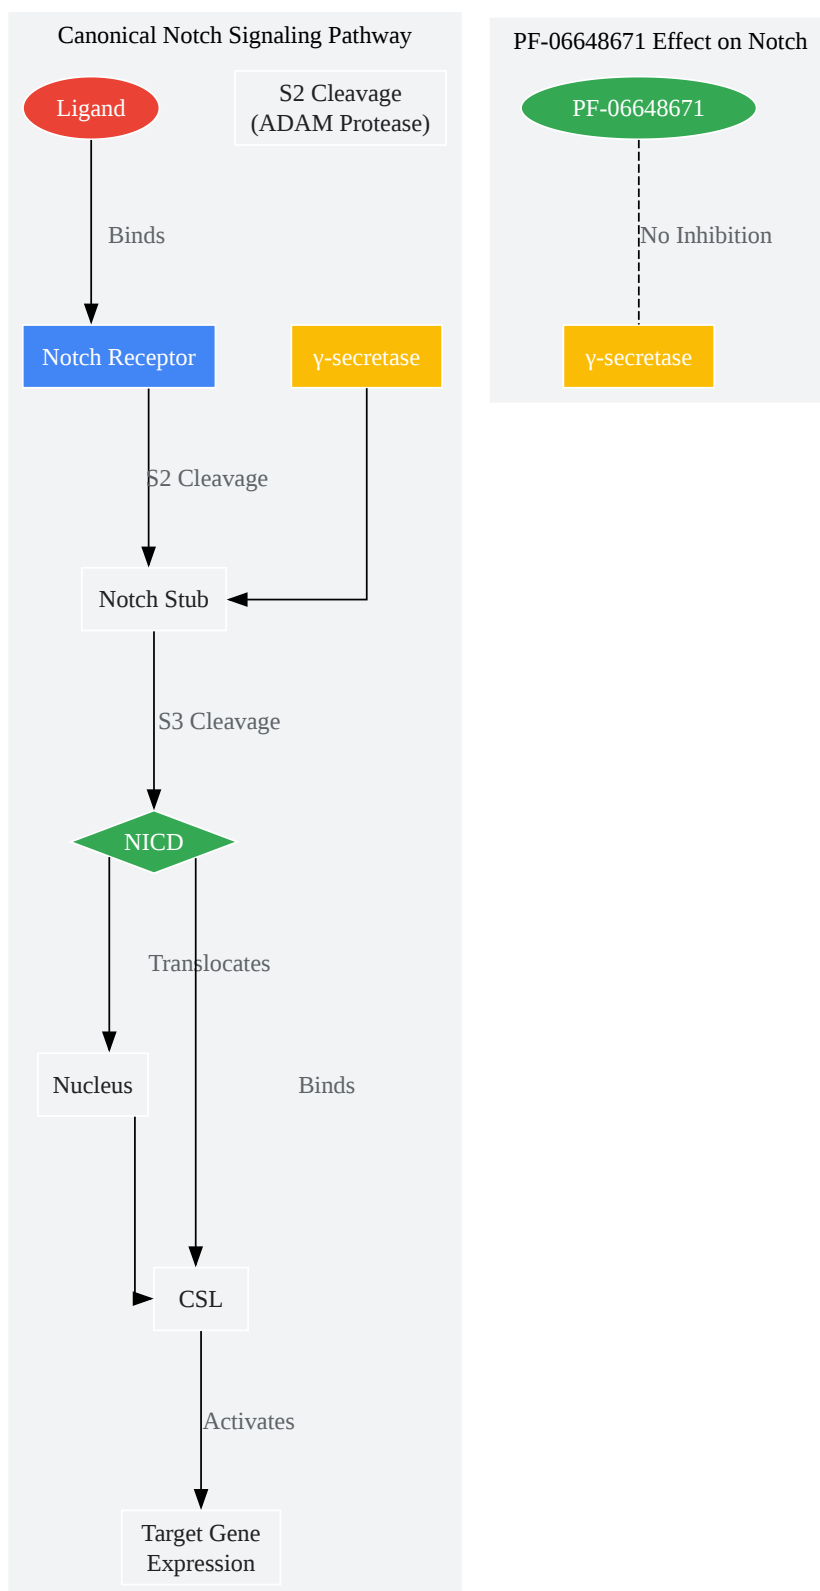 Canonical Notch Signaling Pathway
Ligand
S2 Cleavage
(ADAM Protease)
Binds
Notch Receptor
γ-secretase
S2 Cleavage
Notch Stub
S3 Cleavage
NICD
Translocates
Nucleus
Binds
CSL
Activates
Target Gene
Expression
PF-06648671 Effect on Notch
PF-06648671
No Inhibition
γ-secretase